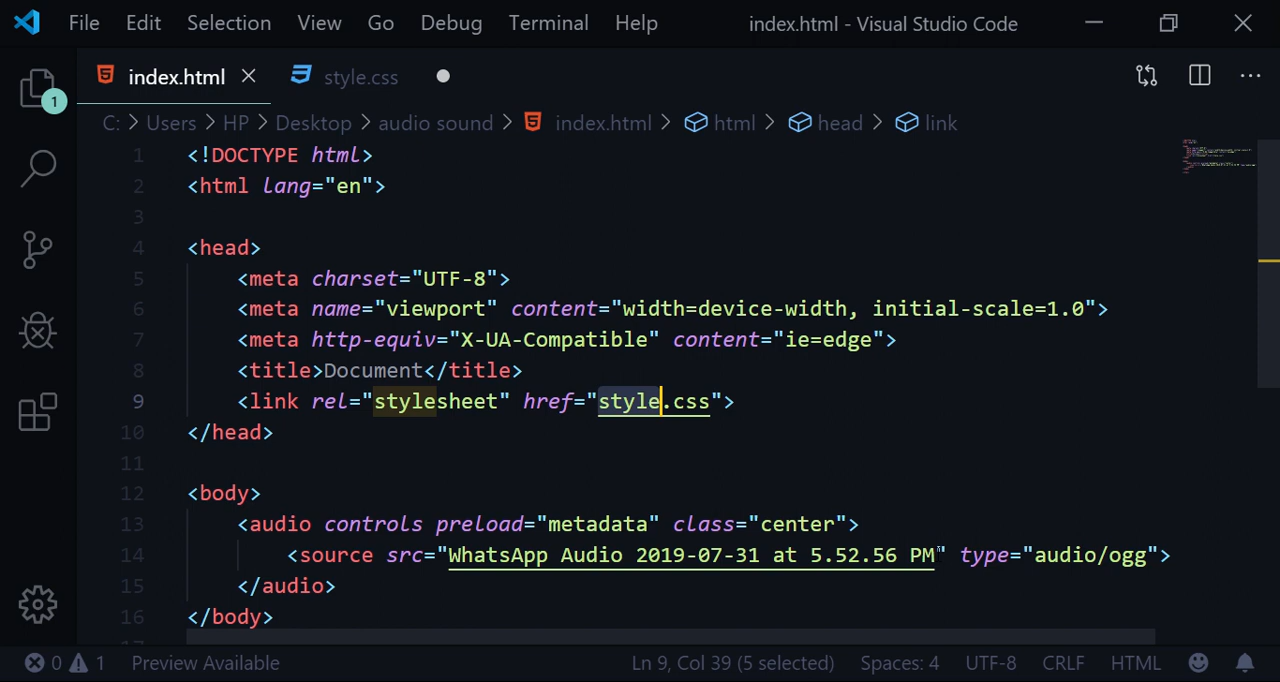 File Edit Selection View Go Debug Terminal Help index.html - Visual Studio Code
index.html style.css
1
C: > Users > HP > Desktop > audio sound > index.html > html > head > link
1 <!DOCTYPE html>
2 <html lang="en">
3
4 <head>
5 <meta charset="UTF-8">
6 <meta name="viewport" content="width=device-width, initial-scale=1.0">
7 <meta http-equiv="X-UA-Compatible" content="ie=edge">
8 <title>Document</title>
9 <link rel="stylesheet" href="style.css">
10 </head>
11
12 <body>
13 <audio controls preload="metadata" class="center">
14 <source src="WhatsApp Audio 2019-07-31 at 5.52.56 PM" type="audio/ogg">
15 </audio>
16 </body>
0 1 Preview Available Ln 9, Col 39 (5 selected) Spaces: 4 UTF-8 CRLF HTML